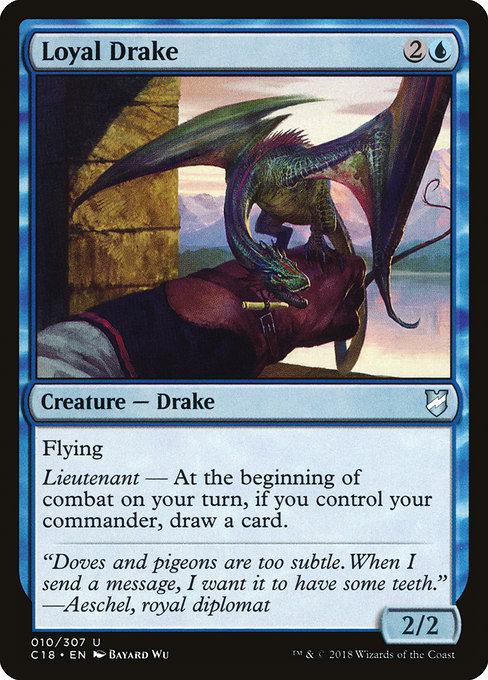 Loyal Drake 2
Creature — Drake
Flying
Lieutenant — At the beginning of
combat on your turn, if you control your
commander, draw a card.
“Doves and pigeons are too subtle. When I
send a message, I want it to have some teeth.”
—Aeschel, royal diplomat
2/2
010/307 U
C18 • EN Bayard Wu
™ & © 2018 Wizards of the Coast